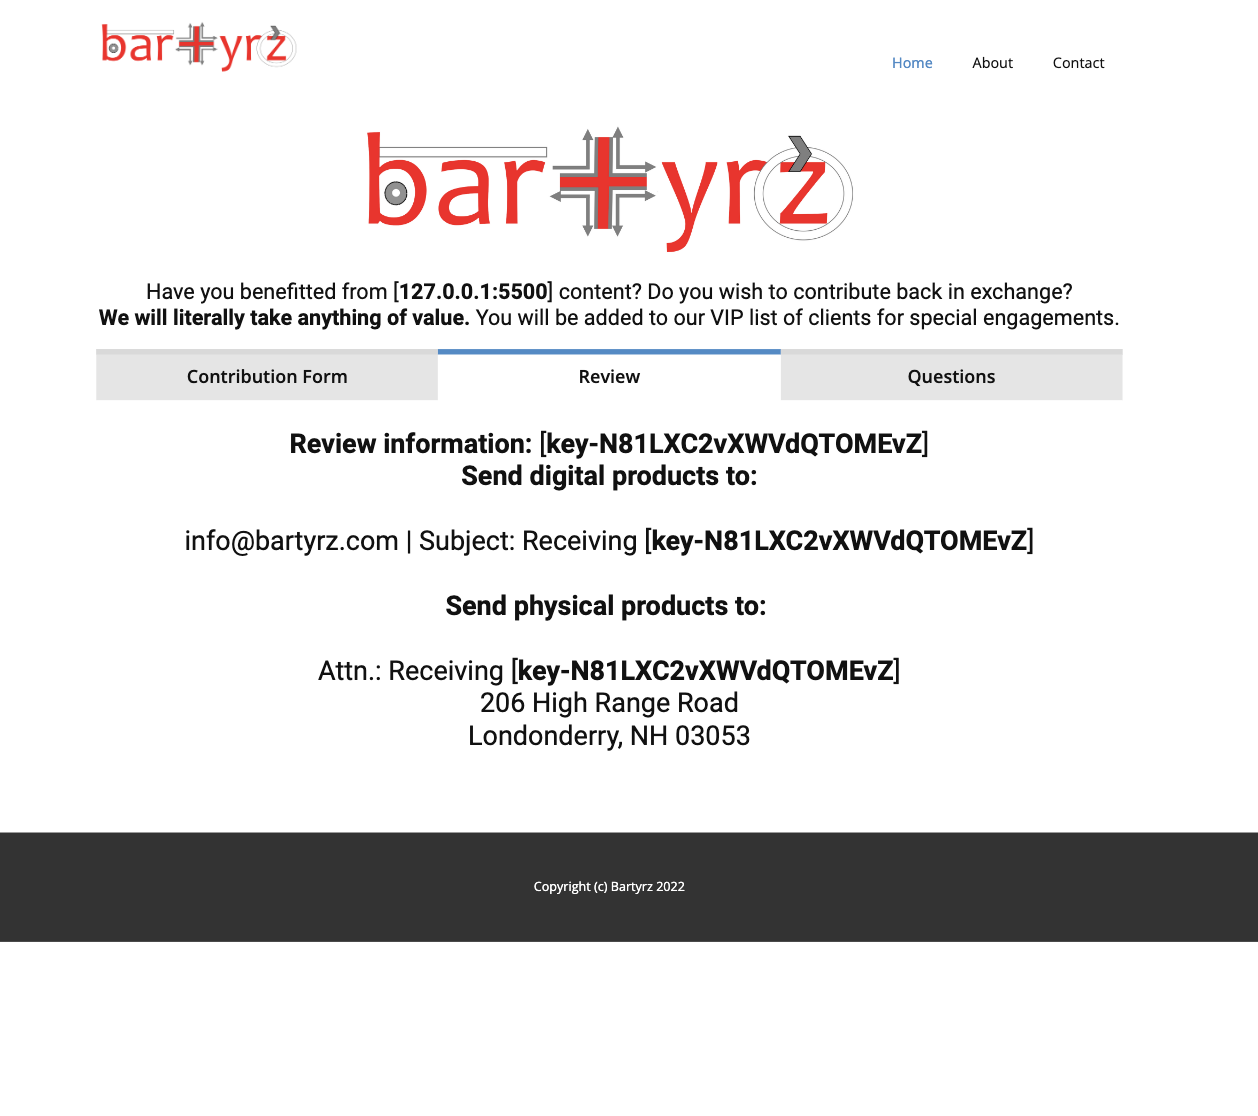 bartyrz
Home About Contact
bartyrz
Have you benefitted from [127.0.0.1:5500] content? Do you wish to contribute back in exchange?
We will literally take anything of value. You will be added to our VIP list of clients for special engagements.
Contribution Form Review Questions
Review information: [key-N81LXC2vXWVdQTOMEvZ]
Send digital products to:
info@bartyrz.com | Subject: Receiving [key-N81LXC2vXWVdQTOMEvZ]
Send physical products to:
Attn.: Receiving [key-N81LXC2vXWVdQTOMEvZ]
206 High Range Road
Londonderry, NH 03053
Copyright (c) Bartyrz 2022